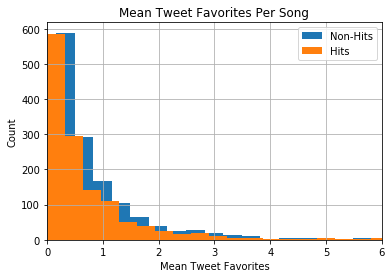 Mean Tweet Favorites Per Song
Non-Hits
Hits
600
500
400
300
200
100
0
Count
0 1 2 3 4 5 6
Mean Tweet Favorites